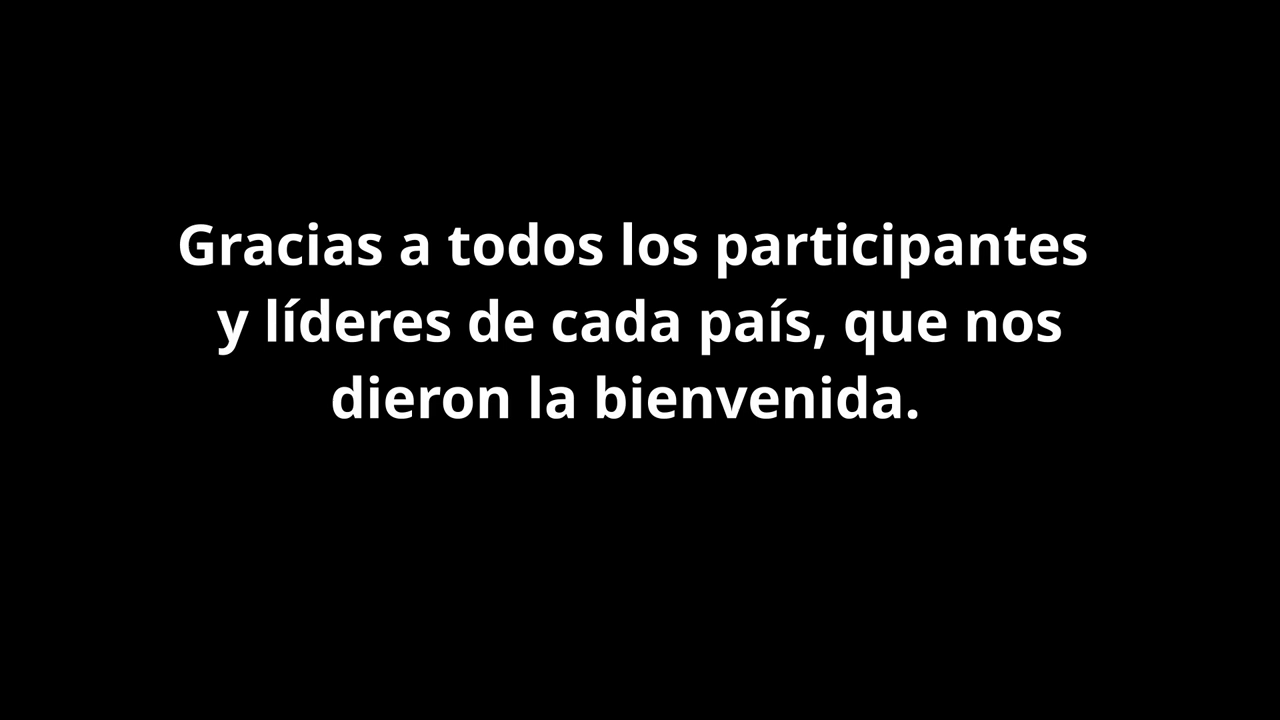 Gracias a todos los participantes
y líderes de cada país, que nos
dieron la bienvenida.